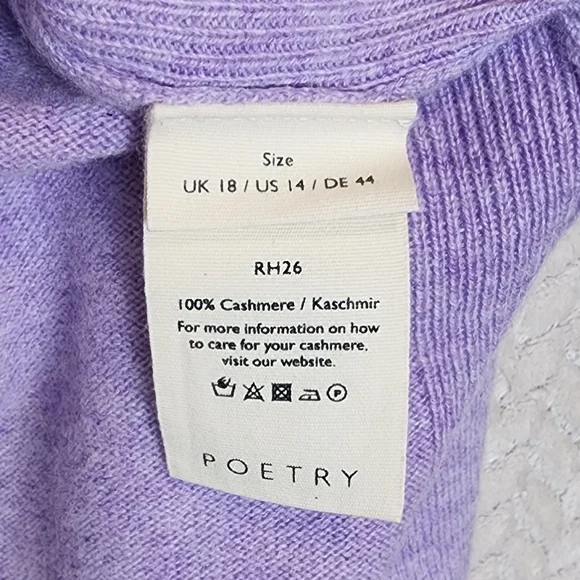 Size
UK 18 / US 14 / DE 44
RH26
100% Cashmere / Kaschmir
For more information on how
to care for your cashmere,
visit our website.
P
POETRY